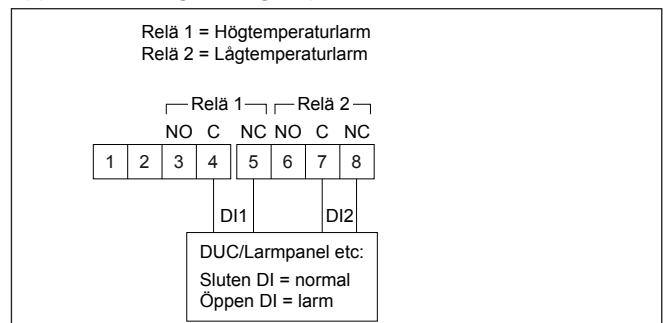 Relä 1 = Högtemperaturlarm
Relä 2 = Lågtemperaturlarm
Relä 1 Relä 2
NO C NC NO C NC
1 2 3 4 5 6 7 8
DI1 DI2
DUC/Larmpanel etc:
Sluten DI = normal
Öppen DI = larm